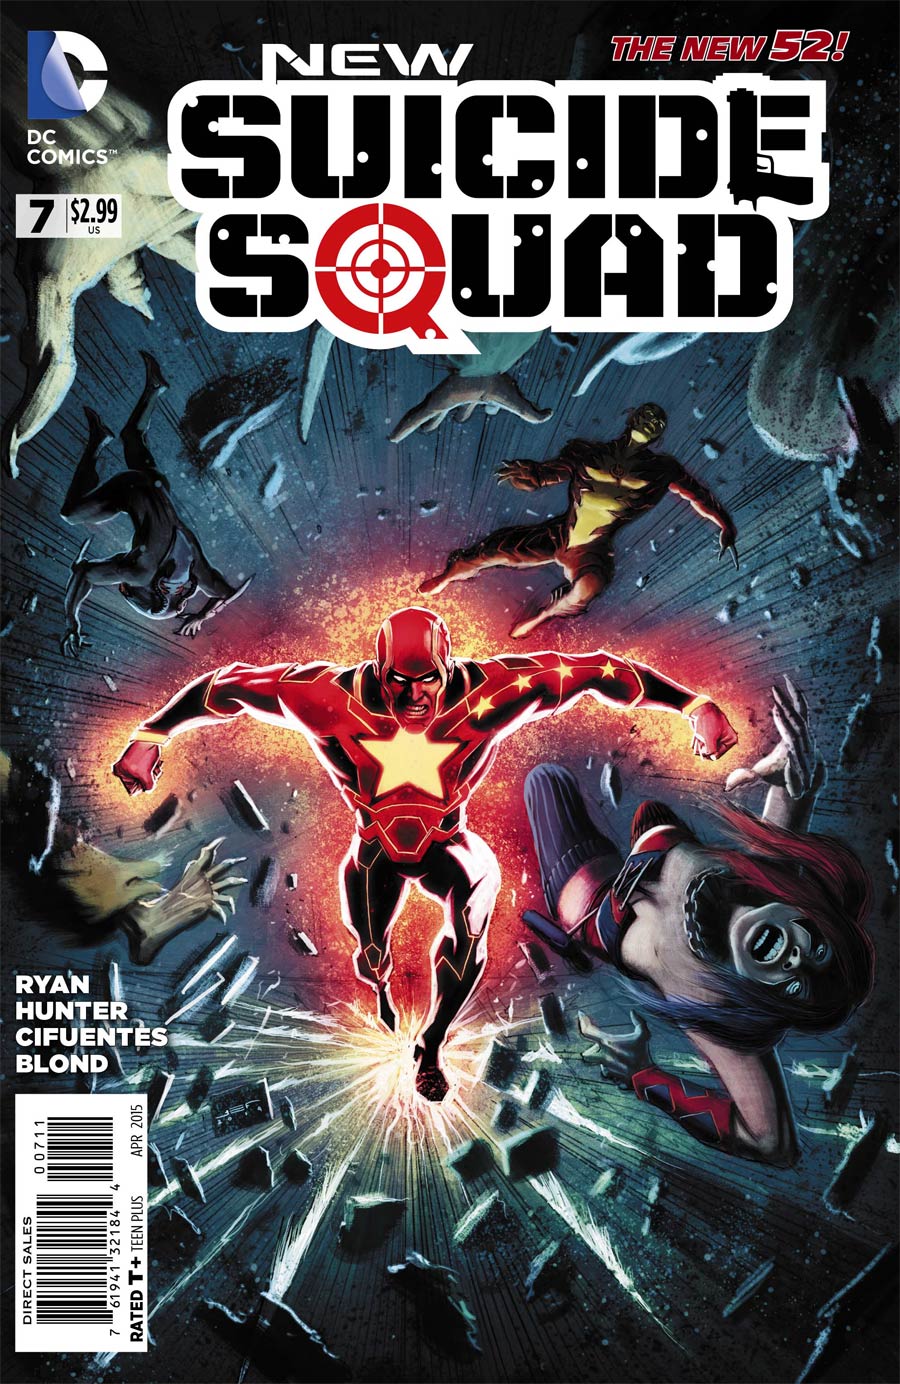 THE NEW 52!
NEW
SUICIDE
SQUAD
™
DC
COMICS™
7 $2.99
US
RYAN
HUNTER
CIFUENTES
BLOND
DIRECT SALES
00711
7 61941 32184 4
RATED T+ TEEN PLUS APR 2015